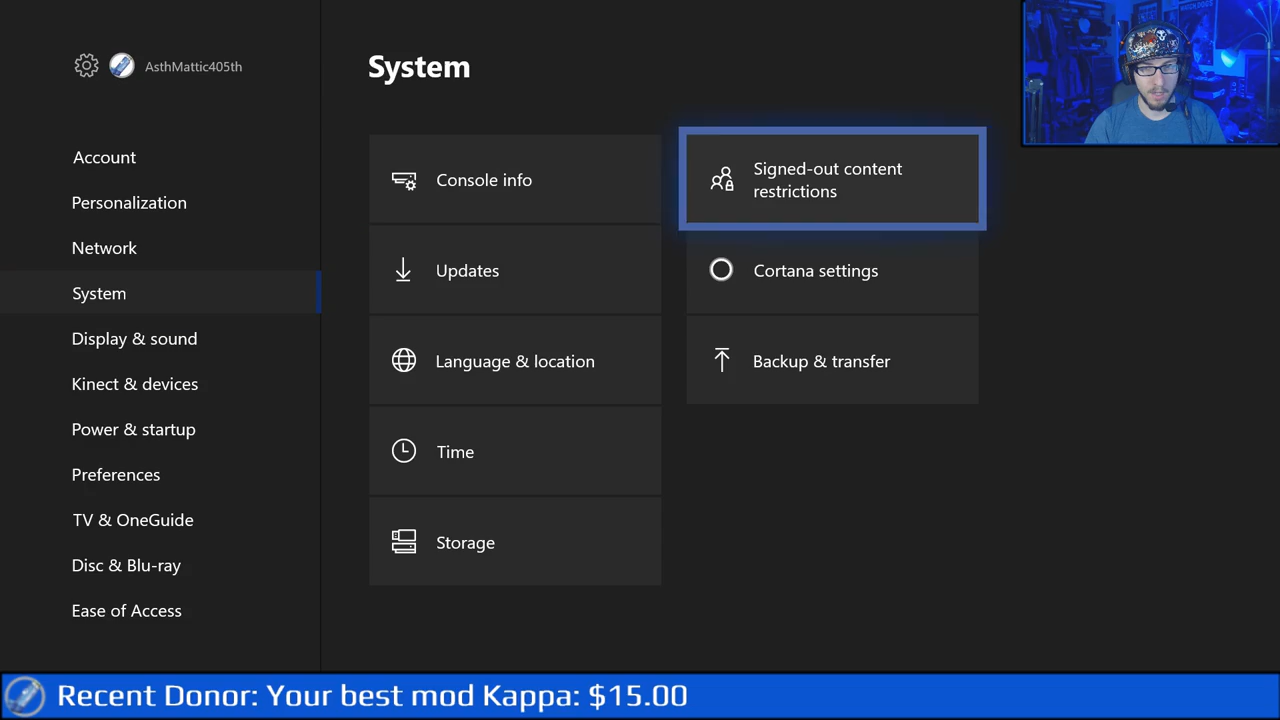 AsthMattic405th
Account
Personalization
Network
System
Display & sound
Kinect & devices
Power & startup
Preferences
TV & OneGuide
Disc & Blu-ray
Ease of Access
System
Console info
Updates
Language & location
Time
Storage
Signed-out content
restrictions
Cortana settings
Backup & transfer
Recent Donor: Your best mod Kappa: $15.00